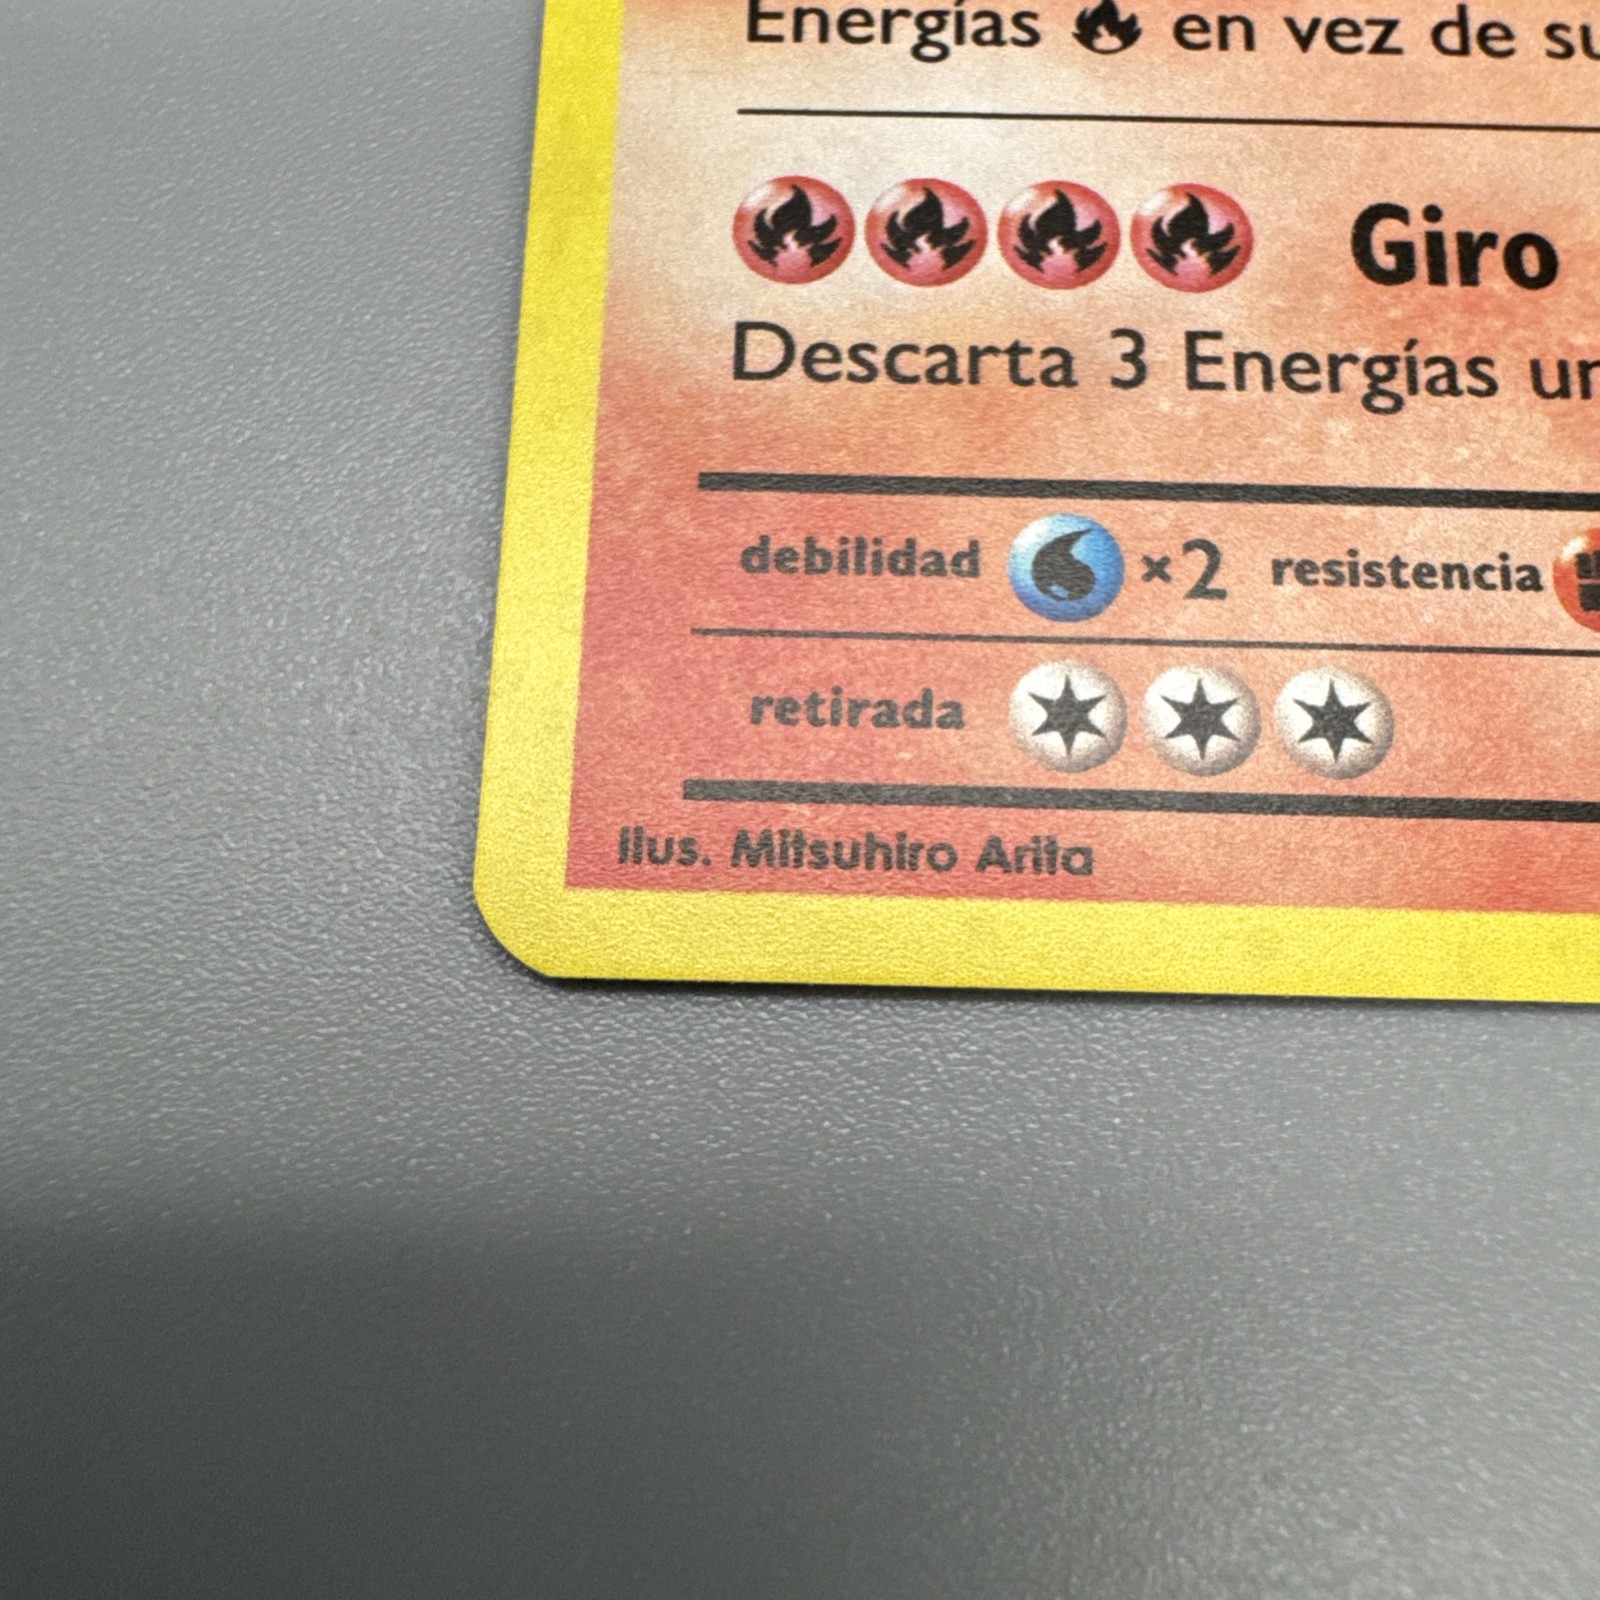 Energías en vez de su
Giro
Descarta 3 Energías un
debilidad ×2 resistencia
retirada
Ilus. Mitsuhiro Arita